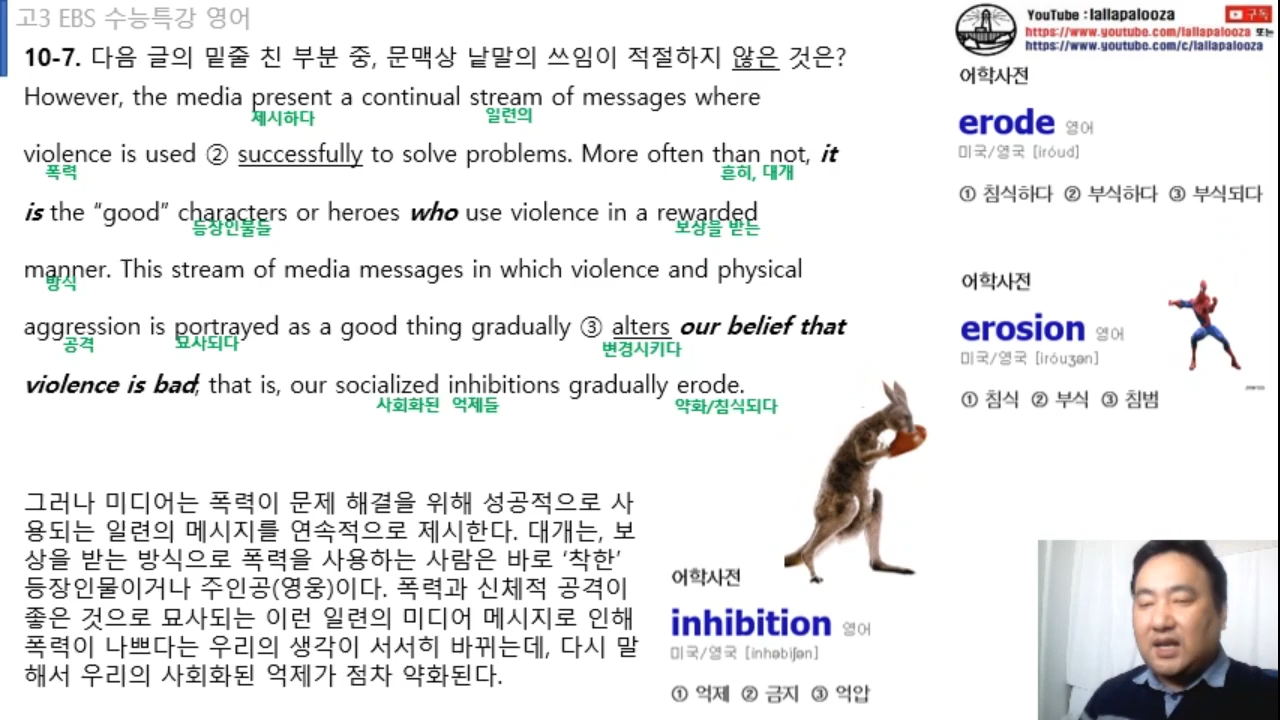 고3 EBS 수능특강 영어
10-7. 다음 글의 밑줄 친 부분 중, 문맥상 낱말의 쓰임이 적절하지 않은 것은?
However, the media present a continual stream of messages where
제시하다 일련의
violence is used ② successfully to solve problems. More often than not, it
폭력 흔히, 대개
is the “good” characters or heroes who use violence in a rewarded
등장인물들 보상을 받는
manner. This stream of media messages in which violence and physical
방식
aggression is portrayed as a good thing gradually ③ alters our belief that
공격 묘사되다 변경시키다
violence is bad; that is, our socialized inhibitions gradually erode.
사회화된 억제들 약화/침식되다
그러나 미디어는 폭력이 문제 해결을 위해 성공적으로 사
용되는 일련의 메시지를 연속적으로 제시한다. 대개는, 보
상을 받는 방식으로 폭력을 사용하는 사람은 바로 ‘착한’
등장인물이거나 주인공(영웅)이다. 폭력과 신체적 공격이
좋은 것으로 묘사되는 이런 일련의 미디어 메시지로 인해
폭력이 나쁘다는 우리의 생각이 서서히 바뀌는데, 다시 말
해서 우리의 사회화된 억제가 점차 약화된다.
YouTube : lallapalooza 구독
https://www.youtube.com/lallapalooza 또는
https://www.youtube.com/c/lallapalooza
어학사전
erode 영어
미국/영국 [iróud]
① 침식하다 ② 부식하다 ③ 부식되다
어학사전
erosion 영어
미국/영국 [iróuʒən]
① 침식 ② 부식 ③ 침범
어학사전
inhibition 영어
미국/영국 [ìnhəbíʃən]
① 억제 ② 금지 ③ 억압